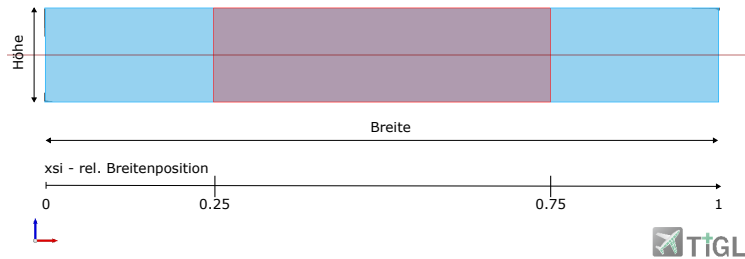 Höhe
Breite
xsi - rel. Breitenposition
0 0.25 0.75 1
TiGL